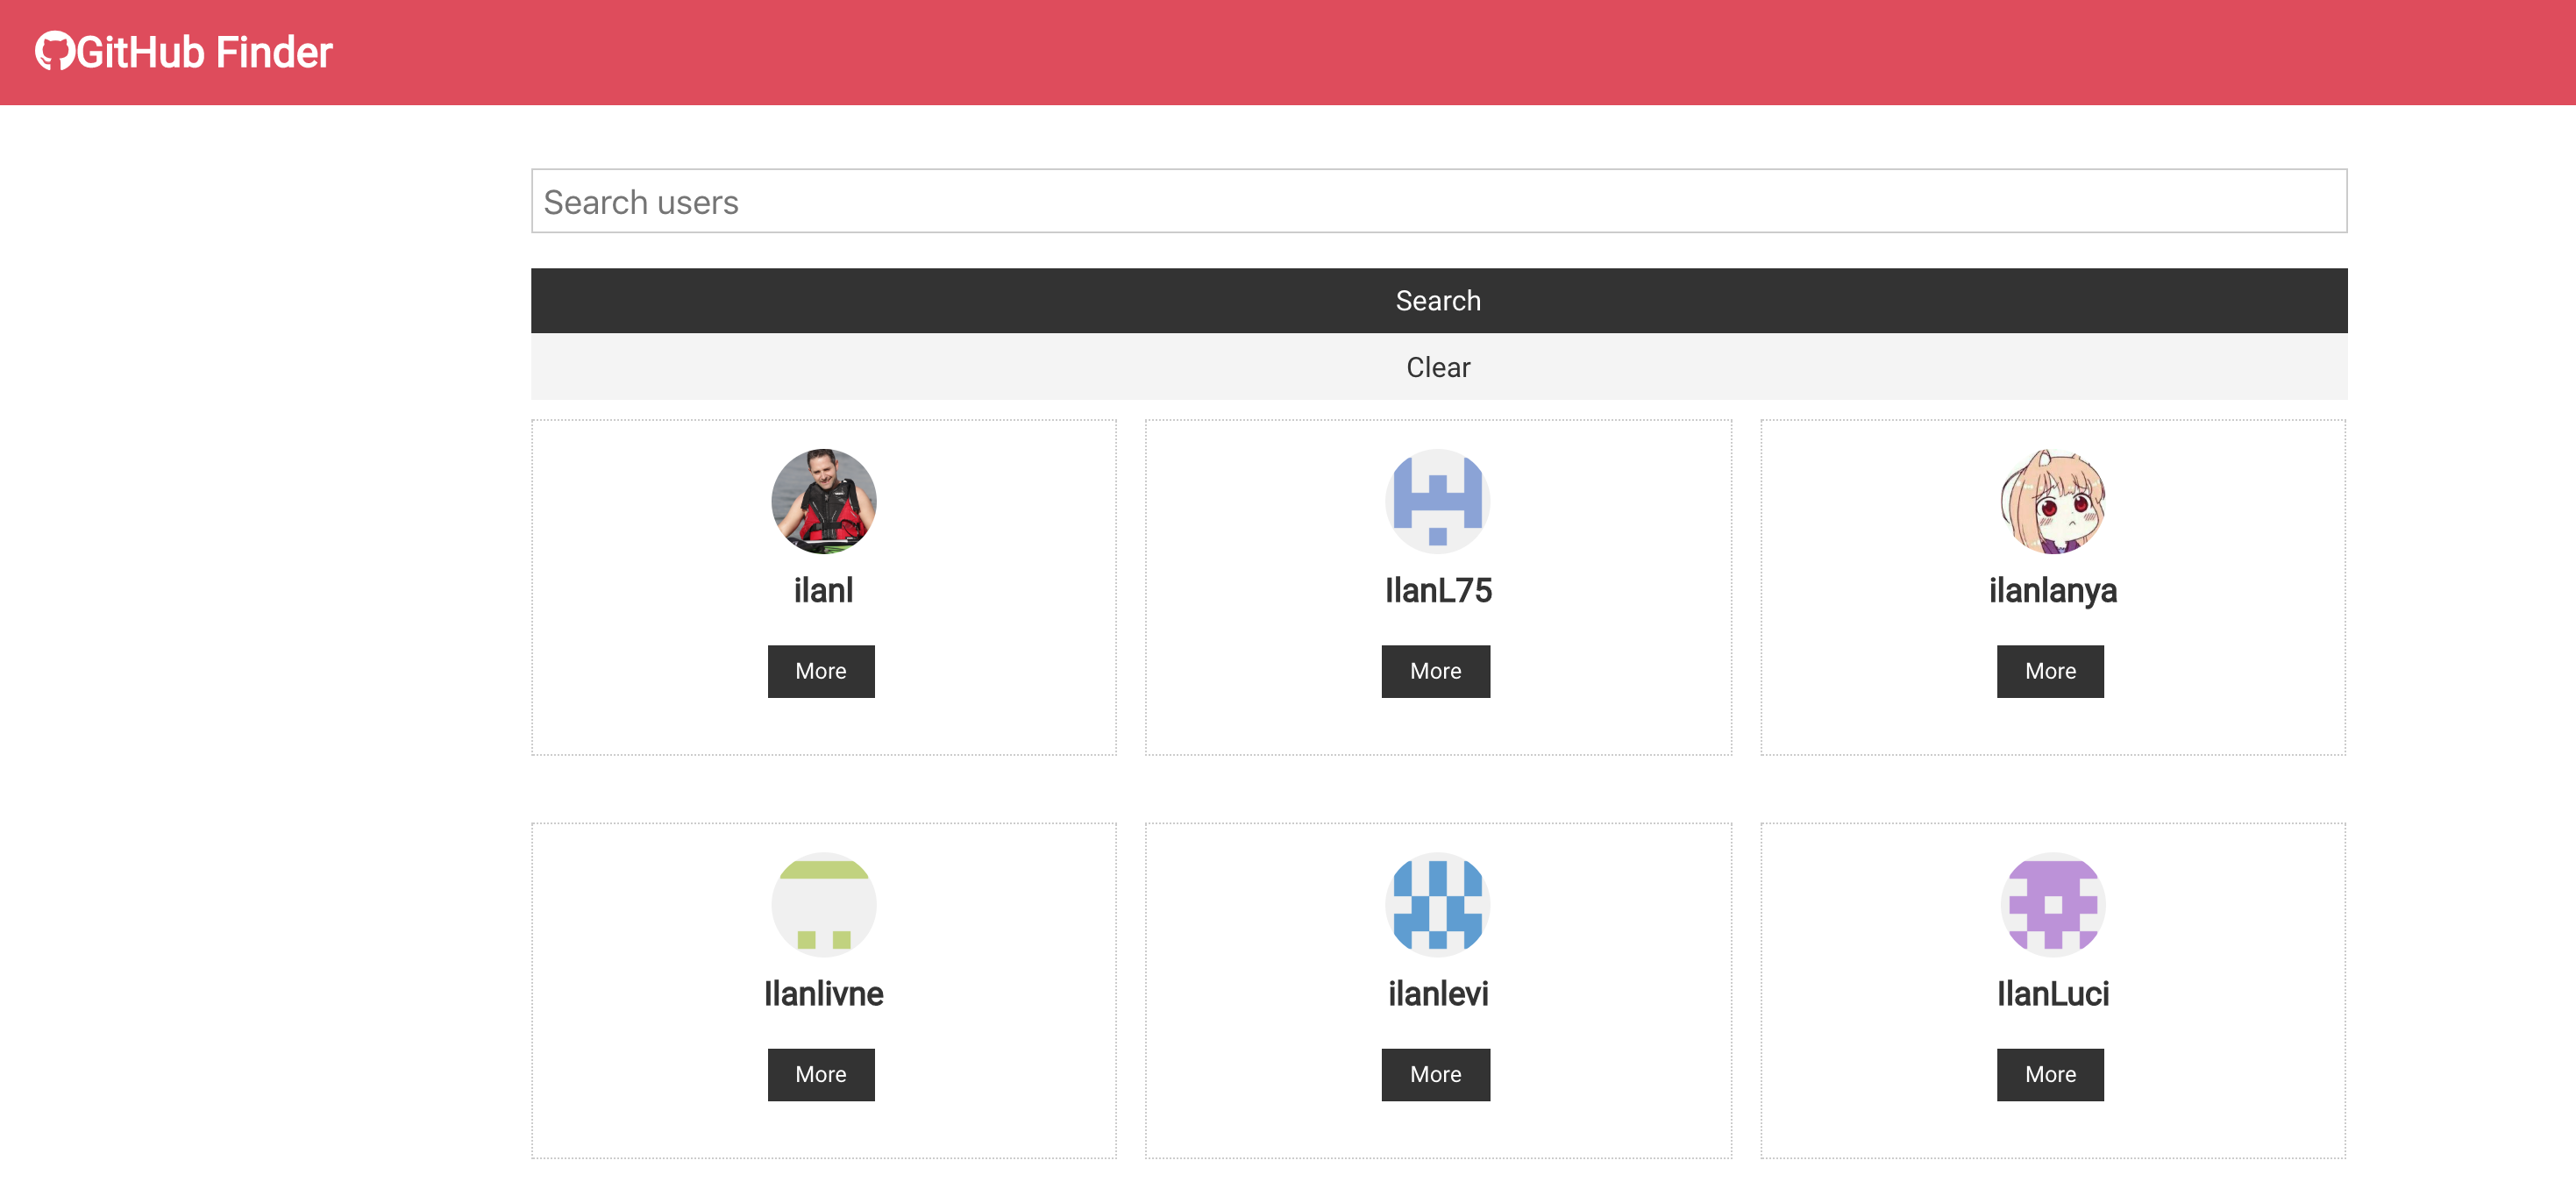 GitHub Finder
Search users
Search
Clear
ilanl
IlanL75
ilanlanya
More
More
More
Ilanlivne
ilanlevi
IlanLuci
More
More
More